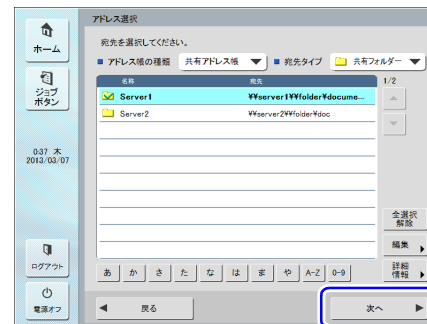 アドレス選択
ホーム
宛先を選択してください。
■ アドレス帳の種類 共有アドレス帳 ■ 宛先タイプ 共有フォルダー
名称 宛先 1/2
Server1 ¥¥server1¥¥folder¥docume...
Server2 ¥¥server2¥¥folder¥doc
ジョブ
ボタン
0:37 木
2013/03/07
全選択
解除
編集
詳細
情報
ログアウト
あ か さ た な は ま や A-Z 0-9
電源オフ
戻る
次へ